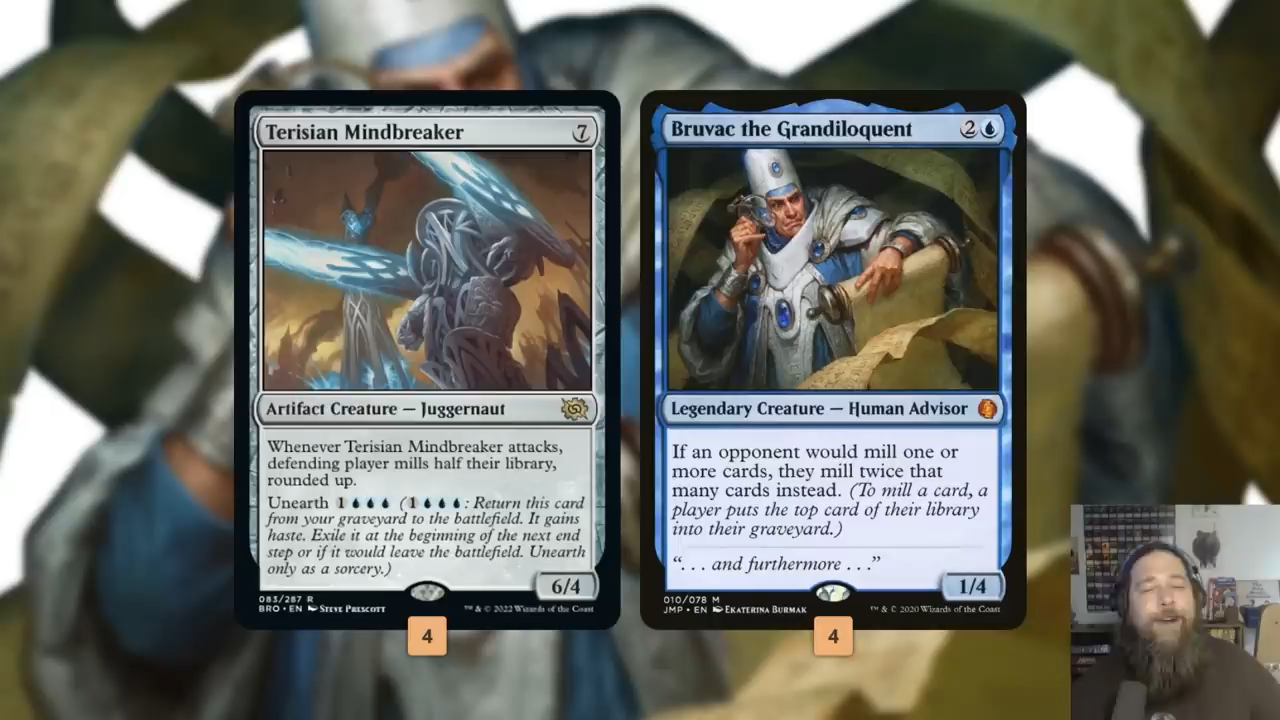 Terisian Mindbreaker 7
Artifact Creature — Juggernaut
Whenever Terisian Mindbreaker attacks,
defending player mills half their library,
rounded up.
Unearth 1 (1 : Return this card
from your graveyard to the battlefield. It gains
haste. Exile it at the beginning of the next end
step or if it would leave the battlefield. Unearth
only as a sorcery.)
6/4
083/287 R
BRO • EN STEVE PRESCOTT
™ & © 2022 Wizards of the Coast
4
Bruvac the Grandiloquent 2
Legendary Creature — Human Advisor
If an opponent would mill one or
more cards, they mill twice that
many cards instead. (To mill a card, a
player puts the top card of their library
into their graveyard.)
“. . . and furthermore . . .”
1/4
010/078 M
JMP • EN EKATERINA BURMAK
™ & © 2020 Wizards of the Coast
4